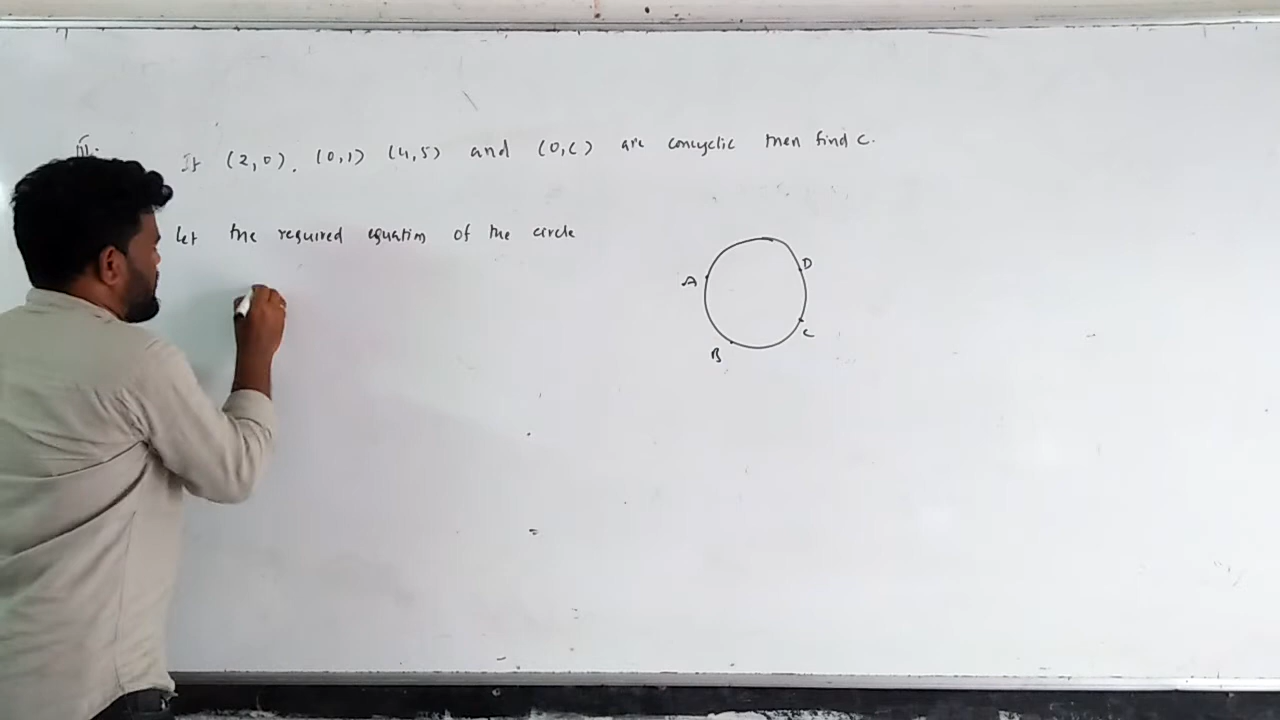 III.
If (2,0), (0,1) (4,5) and (0,c) are concyclic then find c.
Let the required equation of the circle
A
D
C
B